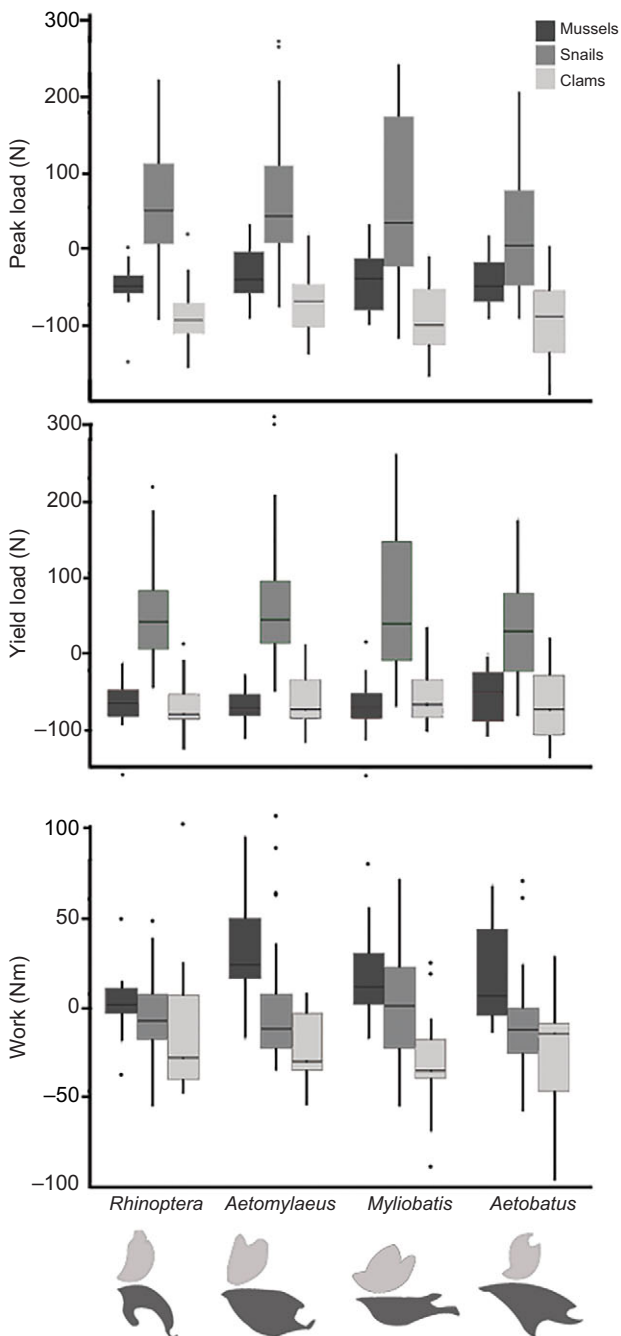 300
200
100
0
–100
Peak load (N)
Mussels
Snails
Clams
300
200
100
0
–100
Yield load (N)
100
50
0
–50
–100
Work (Nm)
Rhinoptera Aetomylaeus Myliobatis Aetobatus